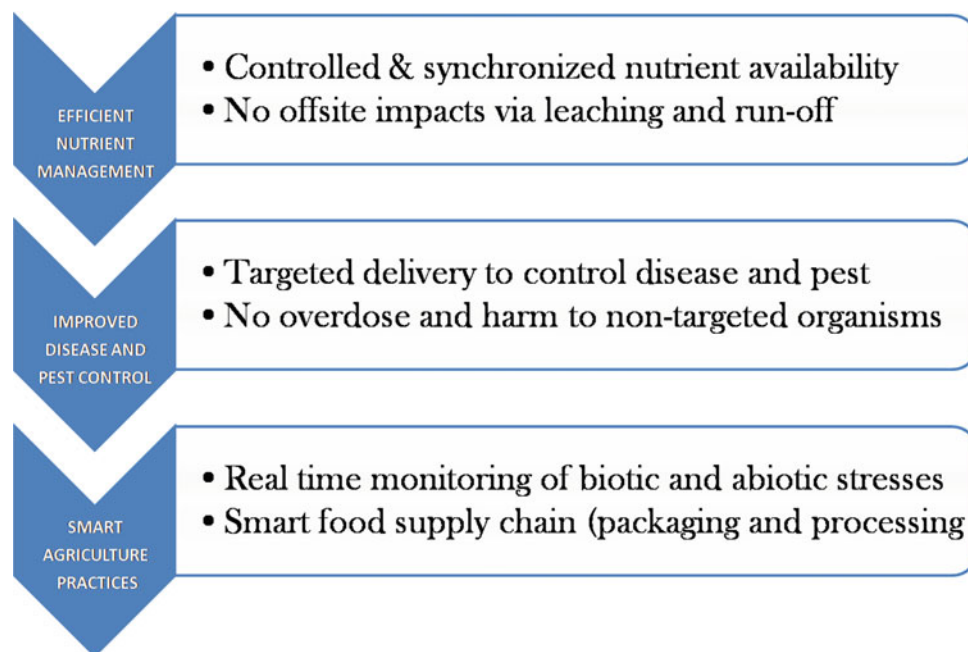 EFFICIENT
NUTRIENT
MANAGEMENT
• Controlled & synchronized nutrient availability
• No offsite impacts via leaching and run-off
IMPROVED
DISEASE AND
PEST CONTROL
• Targeted delivery to control disease and pest
• No overdose and harm to non-targeted organisms
SMART
AGRICULTURE
PRACTICES
• Real time monitoring of biotic and abiotic stresses
• Smart food supply chain (packaging and processing